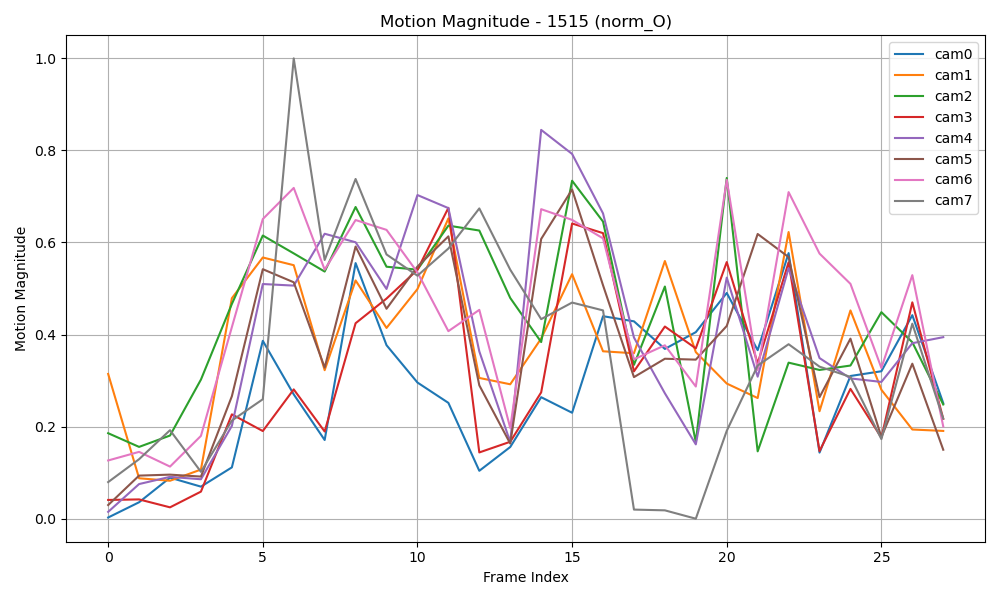 Motion Magnitude - 1515 (norm_O)
Motion Magnitude
1.0
0.8
0.6
0.4
0.2
0.0
0 5 10 15 20 25
Frame Index
cam0
cam1
cam2
cam3
cam4
cam5
cam6
cam7